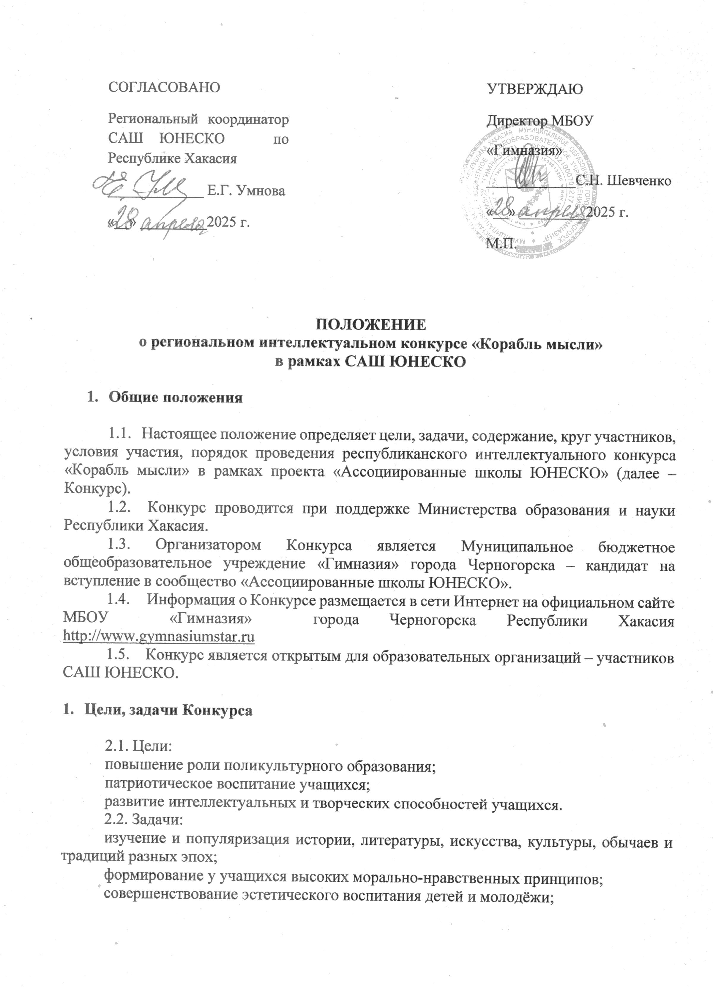 СОГЛАСОВАНО
Региональный координатор
САШ ЮНЕСКО по
Республике Хакасия
Е.Г. Умнова
«28» апреля 2025 г.
УТВЕРЖДАЮ
Директор МБОУ
«Гимназия»
С.Н. Шевченко
«28» апреля 2025 г.
М.П.
ПОЛОЖЕНИЕ
о региональном интеллектуальном конкурсе «Корабль мысли»
в рамках САШ ЮНЕСКО
1. Общие положения
1.1. Настоящее положение определяет цели, задачи, содержание, круг участников,
условия участия, порядок проведения республиканского интеллектуального конкурса
«Корабль мысли» в рамках проекта «Ассоциированные школы ЮНЕСКО» (далее –
Конкурс).
1.2. Конкурс проводится при поддержке Министерства образования и науки
Республики Хакасия.
1.3. Организатором Конкурса является Муниципальное бюджетное
общеобразовательное учреждение «Гимназия» города Черногорска – кандидат на
вступление в сообщество «Ассоциированные школы ЮНЕСКО».
1.4. Информация о Конкурсе размещается в сети Интернет на официальном сайте
МБОУ «Гимназия» города Черногорска Республики Хакасия
http://www.gymnasiumstar.ru
1.5. Конкурс является открытым для образовательных организаций – участников
САШ ЮНЕСКО.
1. Цели, задачи Конкурса
2.1. Цели:
повышение роли поликультурного образования;
патриотическое воспитание учащихся;
развитие интеллектуальных и творческих способностей учащихся.
2.2. Задачи:
изучение и популяризация истории, литературы, искусства, культуры, обычаев и
традиций разных эпох;
формирование у учащихся высоких морально-нравственных принципов;
совершенствование эстетического воспитания детей и молодёжи;